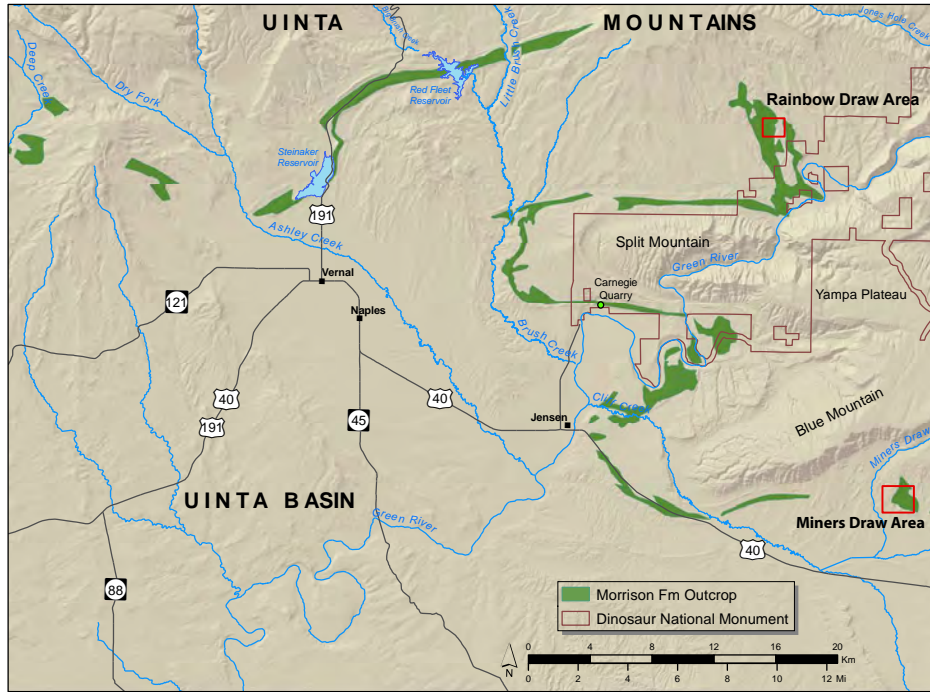 UINTA
MOUNTAINS
Jones Hole Creek
Big Brush Creek
Little Brush Creek
Deep Creek
Dry Fork
Red Fleet
Reservoir
Rainbow Draw Area
Steinaker
Reservoir
191
Ashley Creek
Split Mountain
Green River
Vernal
Carnegie
Quarry
Yampa Plateau
121
Naples
Brush Creek
40
191
40
45
Jensen
Cliff Creek
Blue Mountain
Miners Draw
UINTA BASIN
Green River
Miners Draw Area
40
88
Morrison Fm Outcrop
Dinosaur National Monument
N
0 4 8 12 16 20
Km
0 2 4 6 8 10 12 Mi